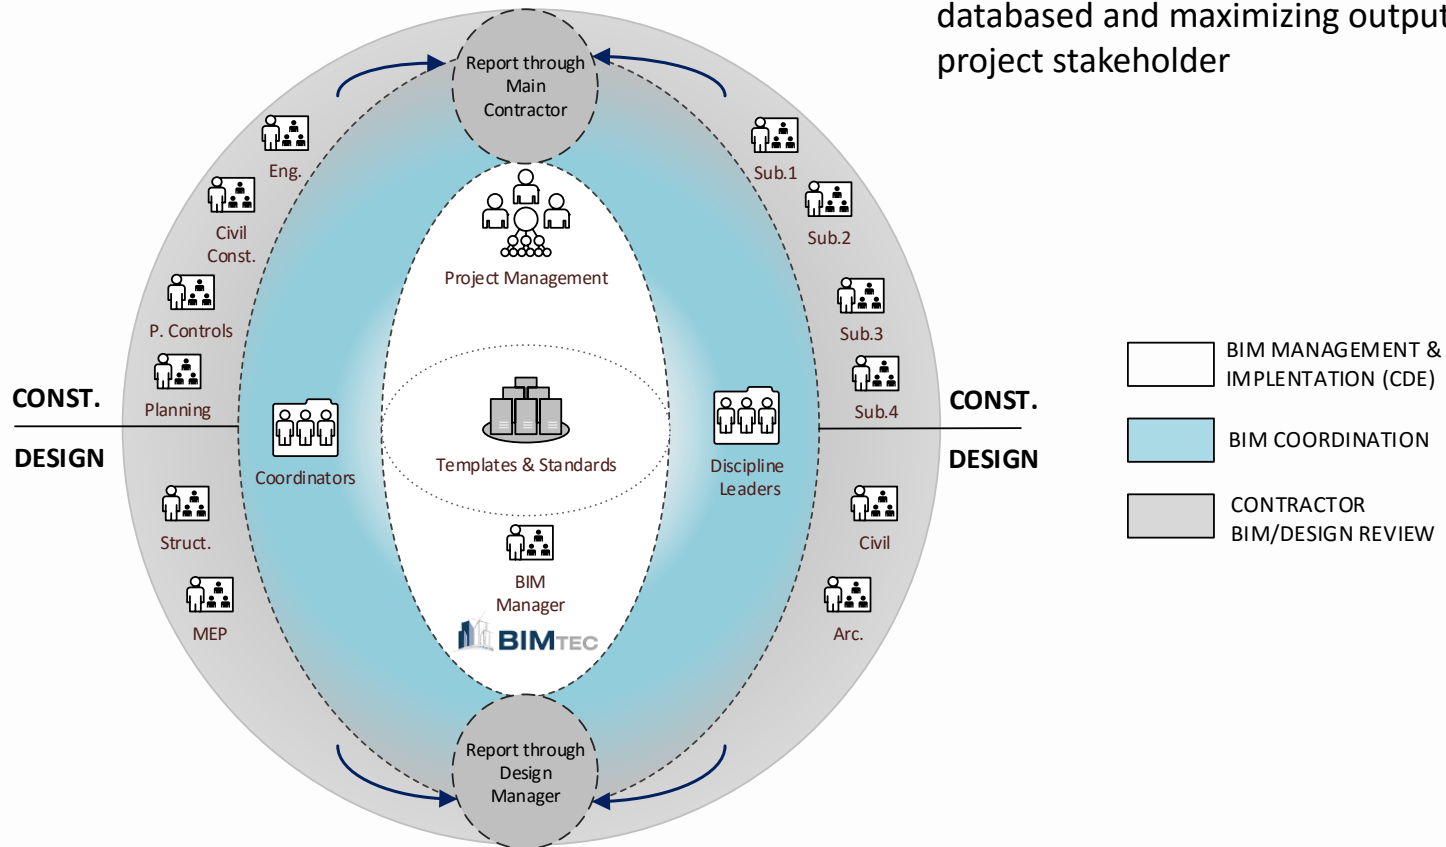 databased and maximizing output
project stakeholder
Report through
Main
Contractor
Eng.
Civil
Const.
P. Controls
Planning
Sub.1
Sub.2
Sub.3
Sub.4
Project Management
CONST.
DESIGN
Coordinators
Templates & Standards
Discipline
Leaders
CONST.
DESIGN
Struct.
MEP
BIM
Manager
BIMTEC
Civil
Arc.
Report through
Design
Manager
BIM MANAGEMENT &
IMPLENTATION (CDE)
BIM COORDINATION
CONTRACTOR
BIM/DESIGN REVIEW